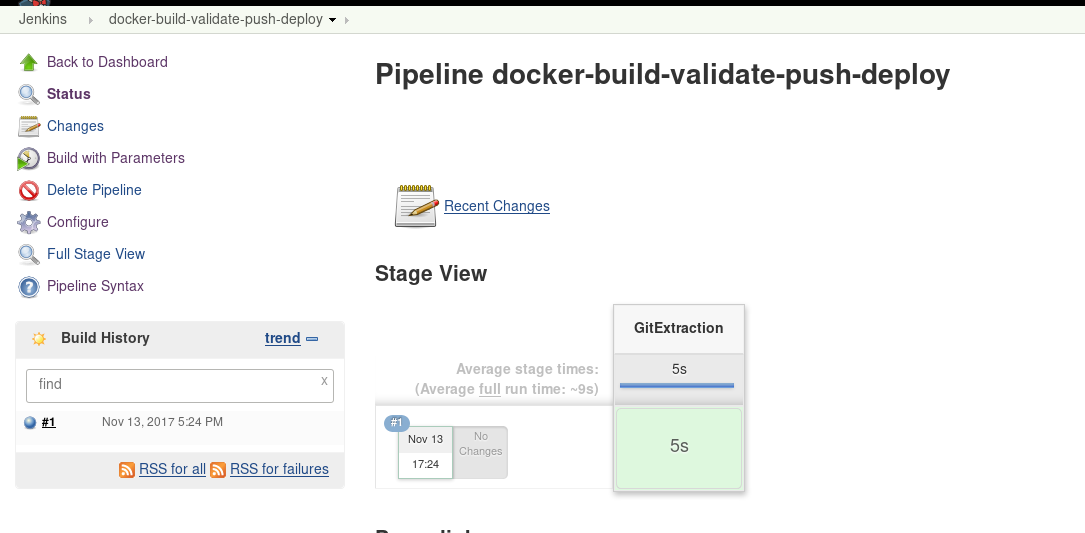 Jenkins docker-build-validate-push-deploy
Back to Dashboard
Status
Changes
Build with Parameters
Delete Pipeline
Configure
Full Stage View
Pipeline Syntax
Build History trend
find x
#1 Nov 13, 2017 5:24 PM
RSS for all RSS for failures
Pipeline docker-build-validate-push-deploy
Recent Changes
Stage View
GitExtraction
Average stage times: 5s
(Average full run time: ~9s)
#1
Nov 13
17:24
No
Changes
5s